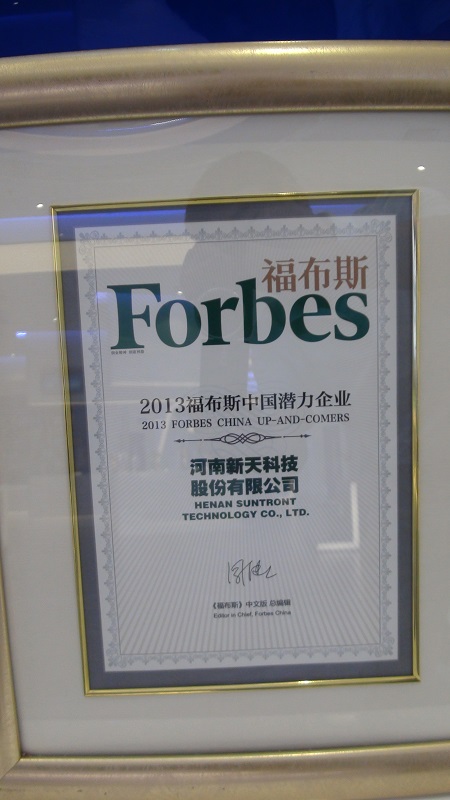 福布斯
Forbes
2013福布斯中国潜力企业
2013 FORBES CHINA UP-AND-COMERS
河南新天科技
股份有限公司
HENAN SUNTRONT
TECHNOLOGY CO., LTD.
《福布斯》中文版 总编辑
Editor in Chief, Forbes China